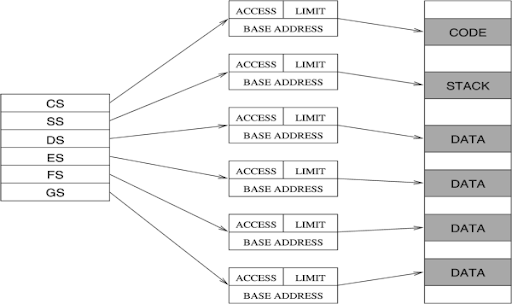 CS
SS
DS
ES
FS
GS
ACCESS LIMIT
BASE ADDRESS
ACCESS LIMIT
BASE ADDRESS
ACCESS LIMIT
BASE ADDRESS
ACCESS LIMIT
BASE ADDRESS
ACCESS LIMIT
BASE ADDRESS
ACCESS LIMIT
BASE ADDRESS
CODE
STACK
DATA
DATA
DATA
DATA